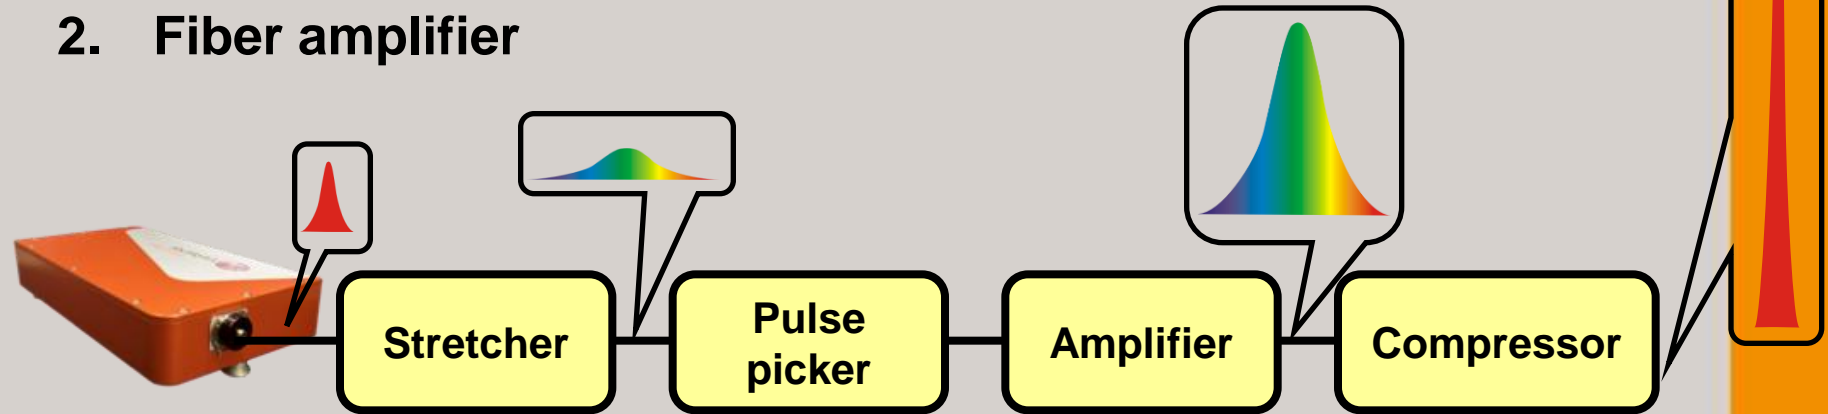 2. Fiber amplifier
Stretcher
Pulse
picker
Amplifier
Compressor